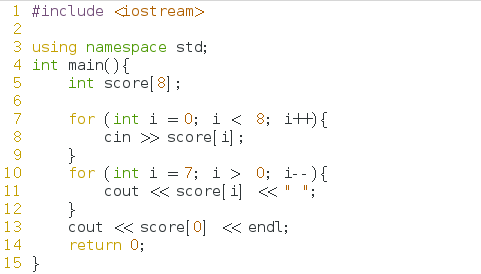 1 #include <iostream>
2
3 using namespace std;
4 int main(){
5     int score[8];
6
7     for (int i = 0; i < 8; i++){
8         cin >> score[i];
9     }
10     for (int i = 7; i > 0; i--){
11         cout << score[i] << " ";
12     }
13     cout << score[0] << endl;
14     return 0;
15 }